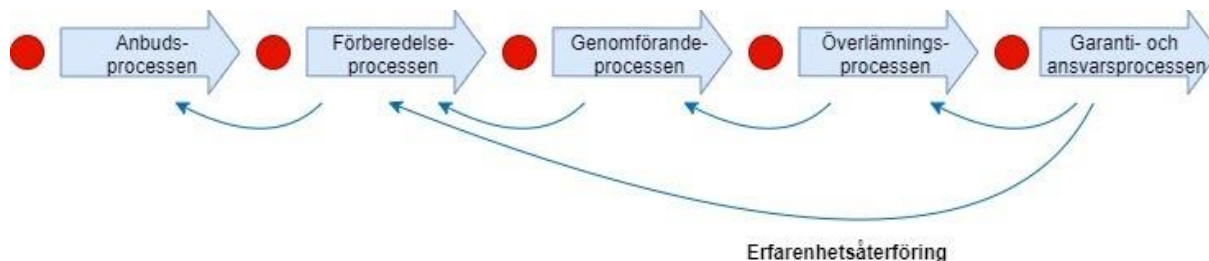 Anbuds-
processen
Förberedelse-
processen
Genomförande-
processen
Överlämnings-
processen
Garanti- och
ansvarsprocessen
Erfarenhetsåterföring